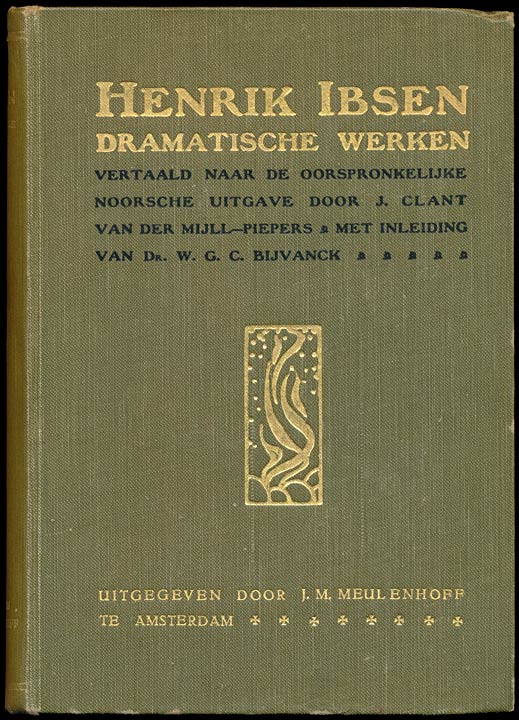 HENRIK IBSEN
DRAMATISCHE WERKEN
VERTAALD NAAR DE OORSPRONKELIJKE
NOORSCHE UITGAVE DOOR J. CLANT
VAN DER MIJLL—PIEPERS MET INLEIDING
VAN DR. W. G. C. BIJVANCK
UITGEGEVEN DOOR J. M. MEULENHOFF
TE AMSTERDAM